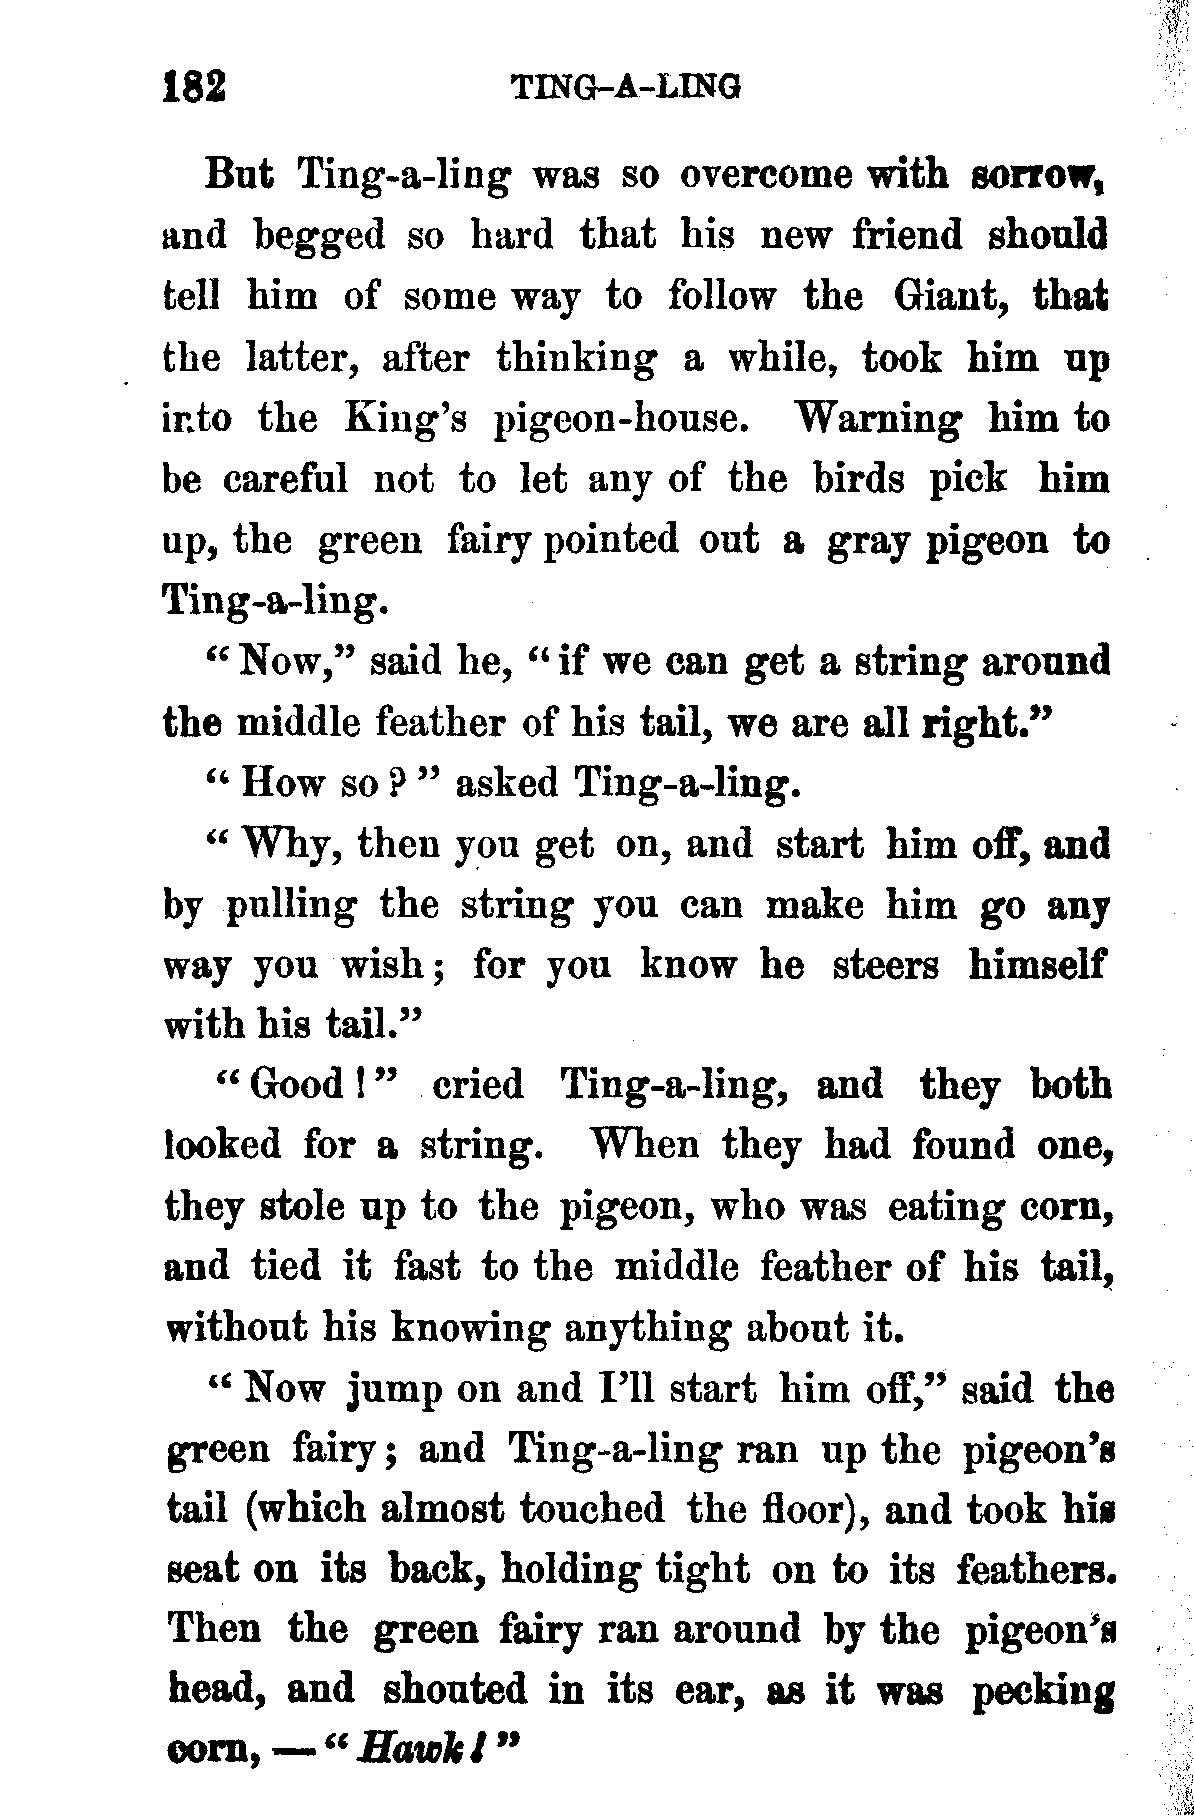 182 TING-A-LING
But Ting-a-ling was so overcome with sorrow,
and begged so hard that his new friend should
tell him of some way to follow the Giant, that
the latter, after thinking a while, took him up
into the King's pigeon-house. Warning him to
be careful not to let any of the birds pick him
up, the green fairy pointed out a gray pigeon to
Ting-a-ling.
" Now," said he, " if we can get a string around
the middle feather of his tail, we are all right."
" How so ? " asked Ting-a-ling.
" Why, then you get on, and start him off, and
by pulling the string you can make him go any
way you wish ; for you know he steers himself
with his tail."
" Good ! " cried Ting-a-ling, and they both
looked for a string. When they had found one,
they stole up to the pigeon, who was eating corn,
and tied it fast to the middle feather of his tail,
without his knowing anything about it.
" Now jump on and I'll start him off," said the
green fairy ; and Ting-a-ling ran up the pigeon's
tail (which almost touched the floor), and took his
seat on its back, holding tight on to its feathers.
Then the green fairy ran around by the pigeon's
head, and shouted in its ear, as it was pecking
corn, — " Hawk ! "